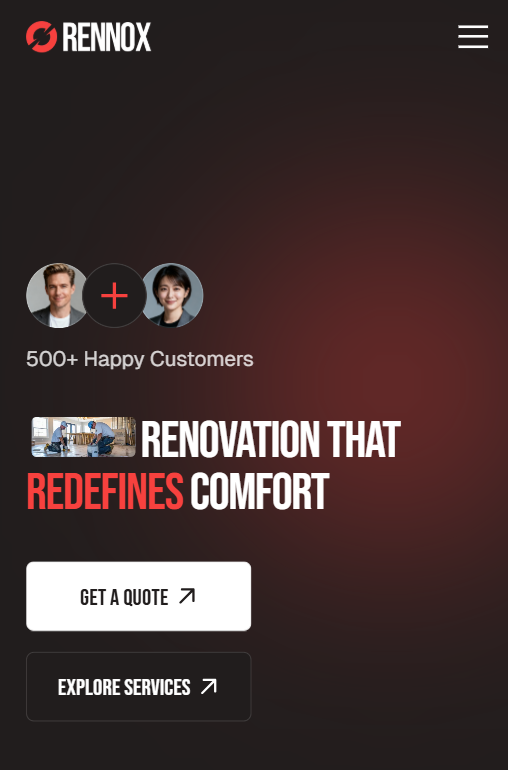 RENNOX
500+ Happy Customers
RENOVATION THAT
REDEFINES COMFORT
GET A QUOTE
EXPLORE SERVICES